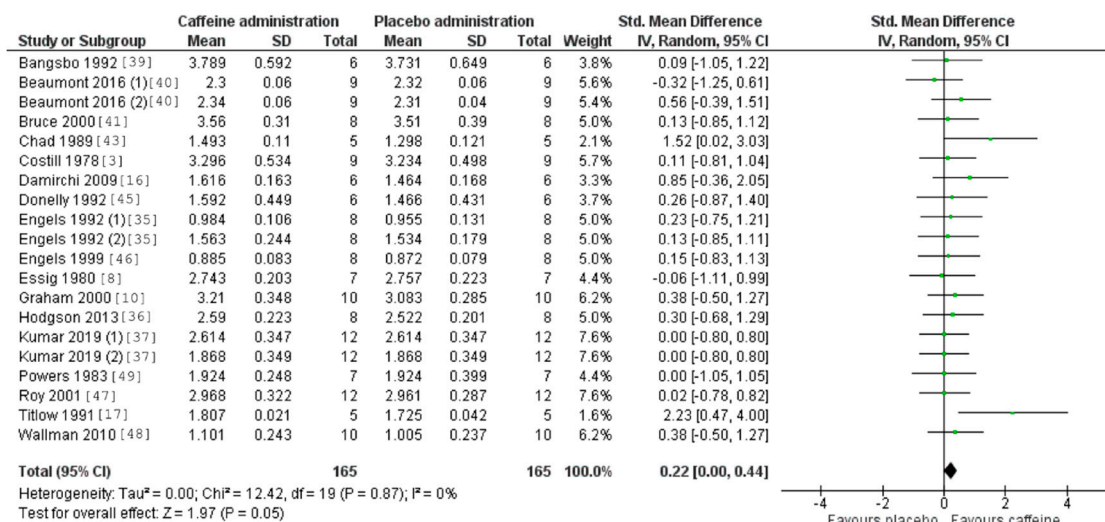 Caffeine administration Placebo administration Std. Mean Difference Std. Mean Difference
Study or Subgroup Mean SD Total Mean SD Total Weight IV, Random, 95% CI IV, Random, 95% CI
Bangsbo 1992 [39] 3.789 0.592 6 3.731 0.649 6 3.8% 0.09 [-1.05, 1.22]
Beaumont 2016 (1) [40] 2.3 0.06 9 2.32 0.06 9 5.6% -0.32 [-1.25, 0.61]
Beaumont 2016 (2) [40] 2.34 0.06 9 2.31 0.04 9 5.4% 0.56 [-0.39, 1.51]
Bruce 2000 [41] 3.56 0.31 8 3.51 0.39 8 5.0% 0.13 [-0.85, 1.12]
Chad 1989 [43] 1.493 0.11 5 1.298 0.121 5 2.1% 1.52 [0.02, 3.03]
Costill 1978 [3] 3.296 0.534 9 3.234 0.498 9 5.7% 0.11 [-0.81, 1.04]
Damirchi 2009 [16] 1.616 0.163 6 1.464 0.168 6 3.3% 0.85 [-0.36, 2.05]
Donelly 1992 [45] 1.592 0.449 6 1.466 0.431 6 3.7% 0.26 [-0.87, 1.40]
Engels 1992 (1) [35] 0.984 0.106 8 0.955 0.131 8 5.0% 0.23 [-0.75, 1.21]
Engels 1992 (2) [35] 1.563 0.244 8 1.534 0.179 8 5.0% 0.13 [-0.85, 1.11]
Engels 1999 [46] 0.885 0.083 8 0.872 0.079 8 5.0% 0.15 [-0.83, 1.13]
Essig 1980 [8] 2.743 0.203 7 2.757 0.223 7 4.4% -0.06 [-1.11, 0.99]
Graham 2000 [10] 3.21 0.348 10 3.083 0.285 10 6.2% 0.38 [-0.50, 1.27]
Hodgson 2013 [36] 2.59 0.223 8 2.522 0.201 8 5.0% 0.30 [-0.68, 1.29]
Kumar 2019 (1) [37] 2.614 0.347 12 2.614 0.347 12 7.6% 0.00 [-0.80, 0.80]
Kumar 2019 (2) [37] 1.868 0.349 12 1.868 0.349 12 7.6% 0.00 [-0.80, 0.80]
Powers 1983 [49] 1.924 0.248 7 1.924 0.399 7 4.4% 0.00 [-1.05, 1.05]
Roy 2001 [47] 2.968 0.322 12 2.961 0.287 12 7.6% 0.02 [-0.78, 0.82]
Titlow 1991 [17] 1.807 0.021 5 1.725 0.042 5 1.6% 2.23 [0.47, 4.00]
Wallman 2010 [48] 1.101 0.243 10 1.005 0.237 10 6.2% 0.38 [-0.50, 1.27]
Total (95% CI) 165 165 100.0% 0.22 [0.00, 0.44]
Heterogeneity: Tau² = 0.00; Chi² = 12.42, df = 19 (P = 0.87); I² = 0%
Test for overall effect: Z = 1.97 (P = 0.05)
-4 -2 0 2 4
Favours placebo Favours caffeine